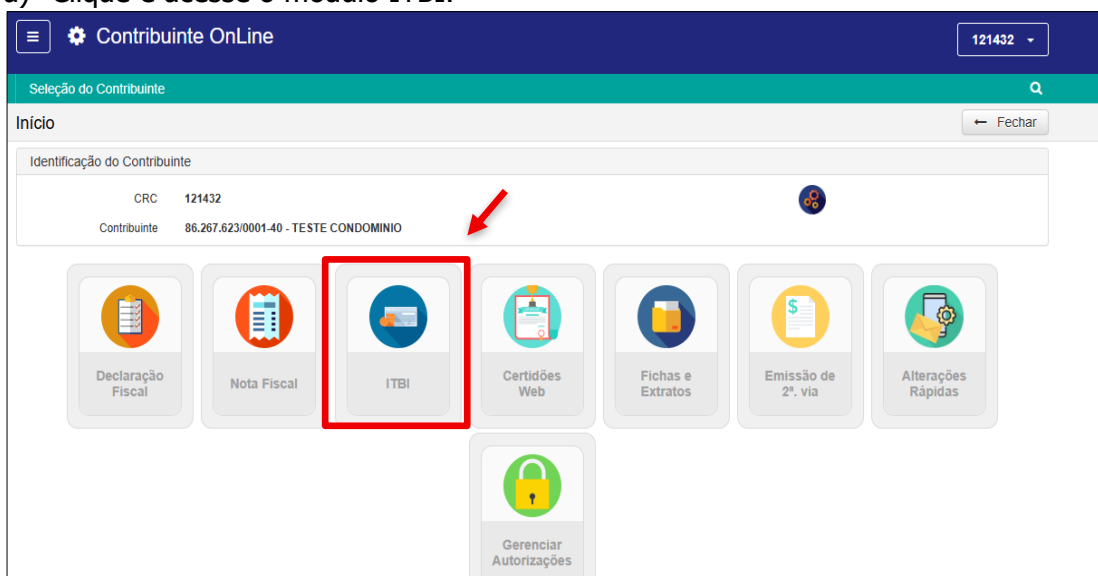 a) Clique e acesse o módulo ITBI.
Contribuinte OnLine
121432
Seleção do Contribuinte
Início
← Fechar
Identificação do Contribuinte
CRC 121432
Contribuinte 86.267.623/0001-40 - TESTE CONDOMINIO
Declaração
Fiscal
Nota Fiscal
ITBI
Certidões
Web
Fichas e
Extratos
Emissão de
2ª. via
Alterações
Rápidas
Gerenciar
Autorizações